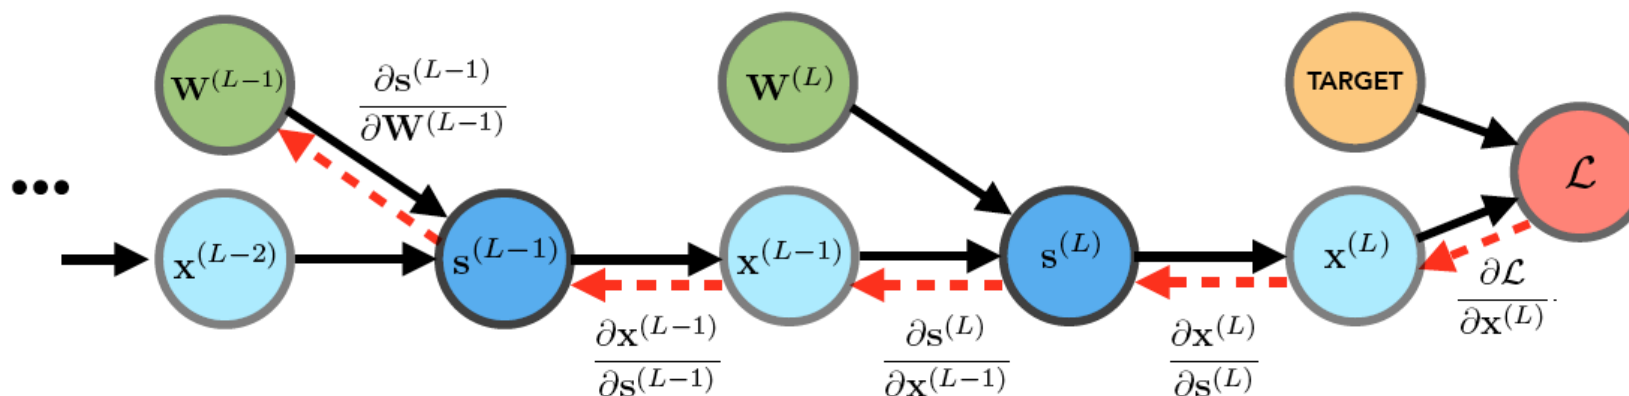 W^{(L-1)}
∂s^{(L-1)}/∂W^{(L-1)}
W^{(L)}
TARGET
ℒ
...
x^{(L-2)}
s^{(L-1)}
x^{(L-1)}
s^{(L)}
x^{(L)}
∂x^{(L-1)}/∂s^{(L-1)}
∂s^{(L)}/∂x^{(L-1)}
∂x^{(L)}/∂s^{(L)}
∂ℒ/∂x^{(L)}.